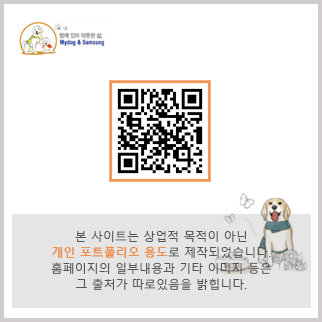 함께 있어 따뜻한 삶,
Mydog & Samsung
본 사이트는 상업적 목적이 아닌
개인 포트폴리오 용도로 제작되었습니다.
홈페이지의 일부내용과 기타 이미지 등은
그 출처가 따로있음을 밝힙니다.